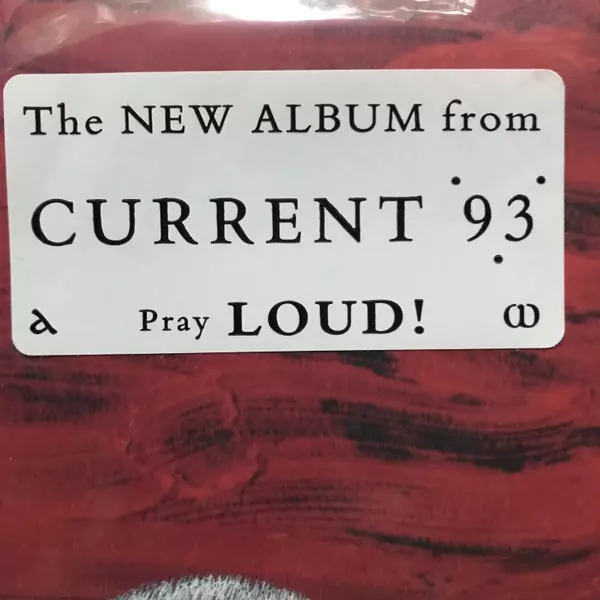 The NEW ALBUM from
CURRENT 93
ⲁ Pray LOUD! ⲱ